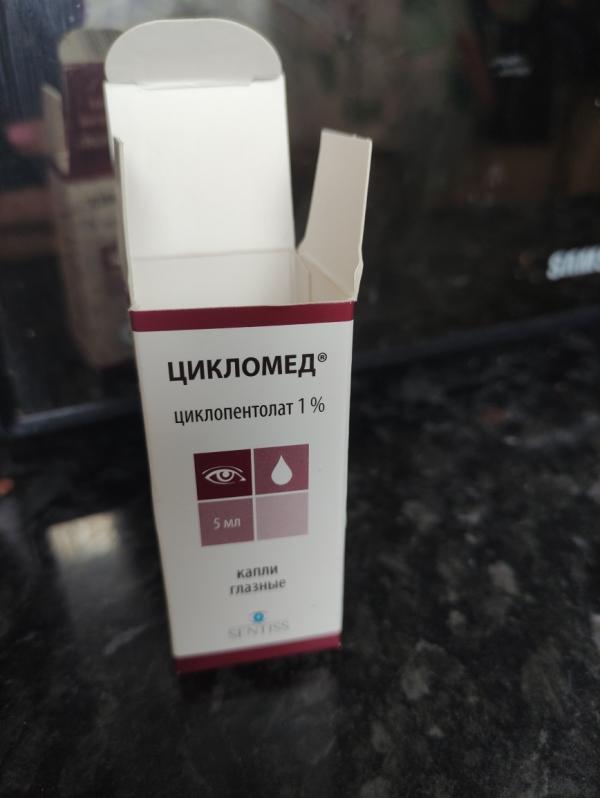 ЦИКЛОМЕД®
циклопентолат 1 %
5 мл
капли
глазные
SENTISS